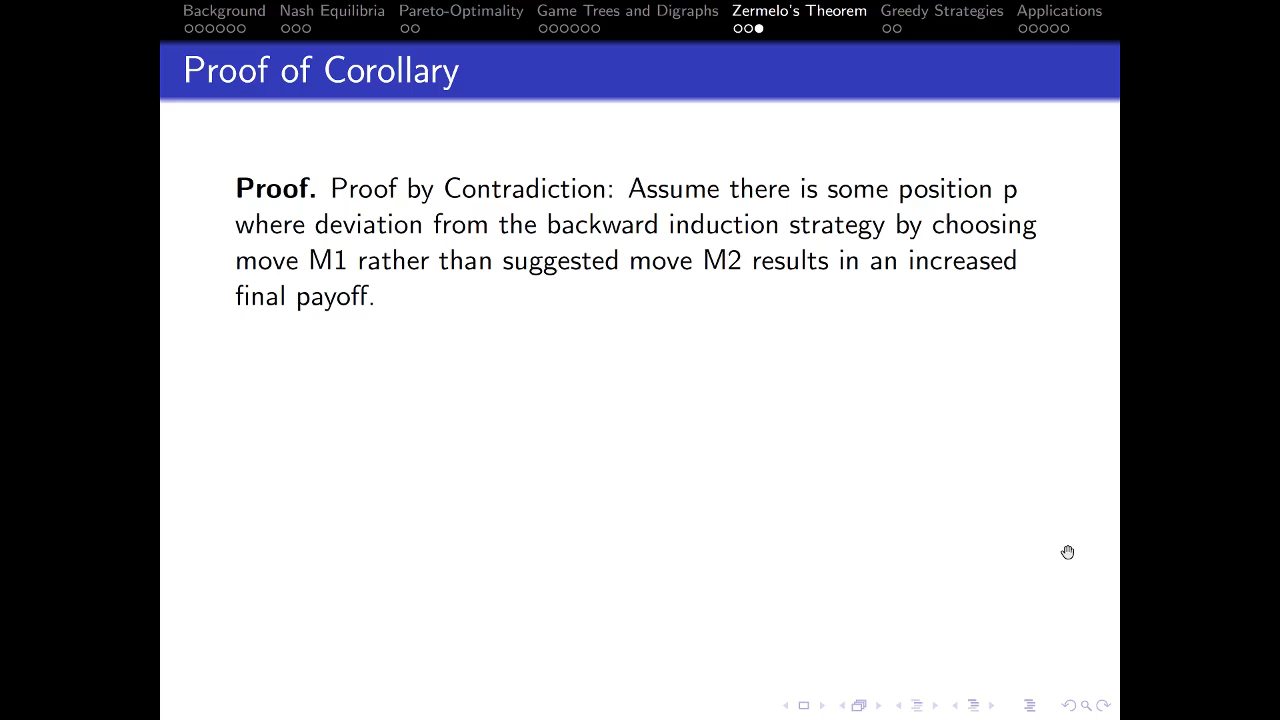 Background Nash Equilibria Pareto-Optimality Game Trees and Digraphs Zermelo's Theorem Greedy Strategies Applications
Proof of Corollary
Proof. Proof by Contradiction: Assume there is some position p
where deviation from the backward induction strategy by choosing
move M1 rather than suggested move M2 results in an increased
final payoff.